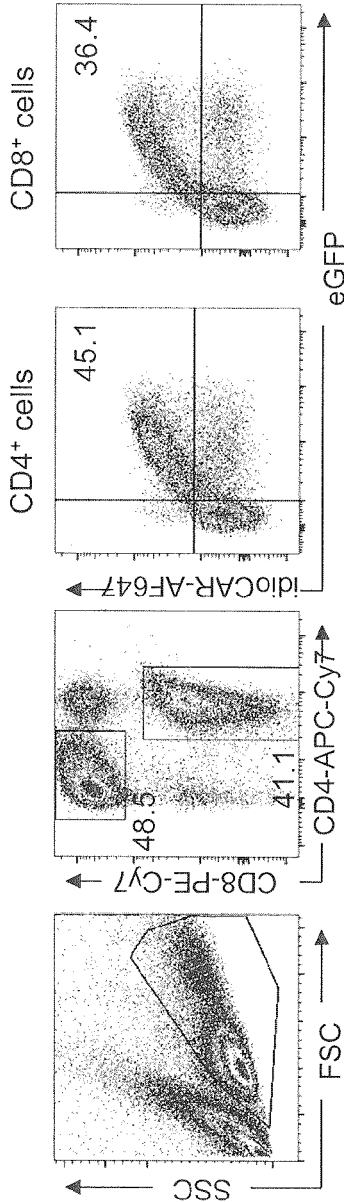 CD4⁺ cells
CD8⁺ cells
45.1
36.4
48.5
41.1
SSC
CD8-PE-Cy7
idioCAR-AF647
FSC
CD4-APC-Cy7
eGFP